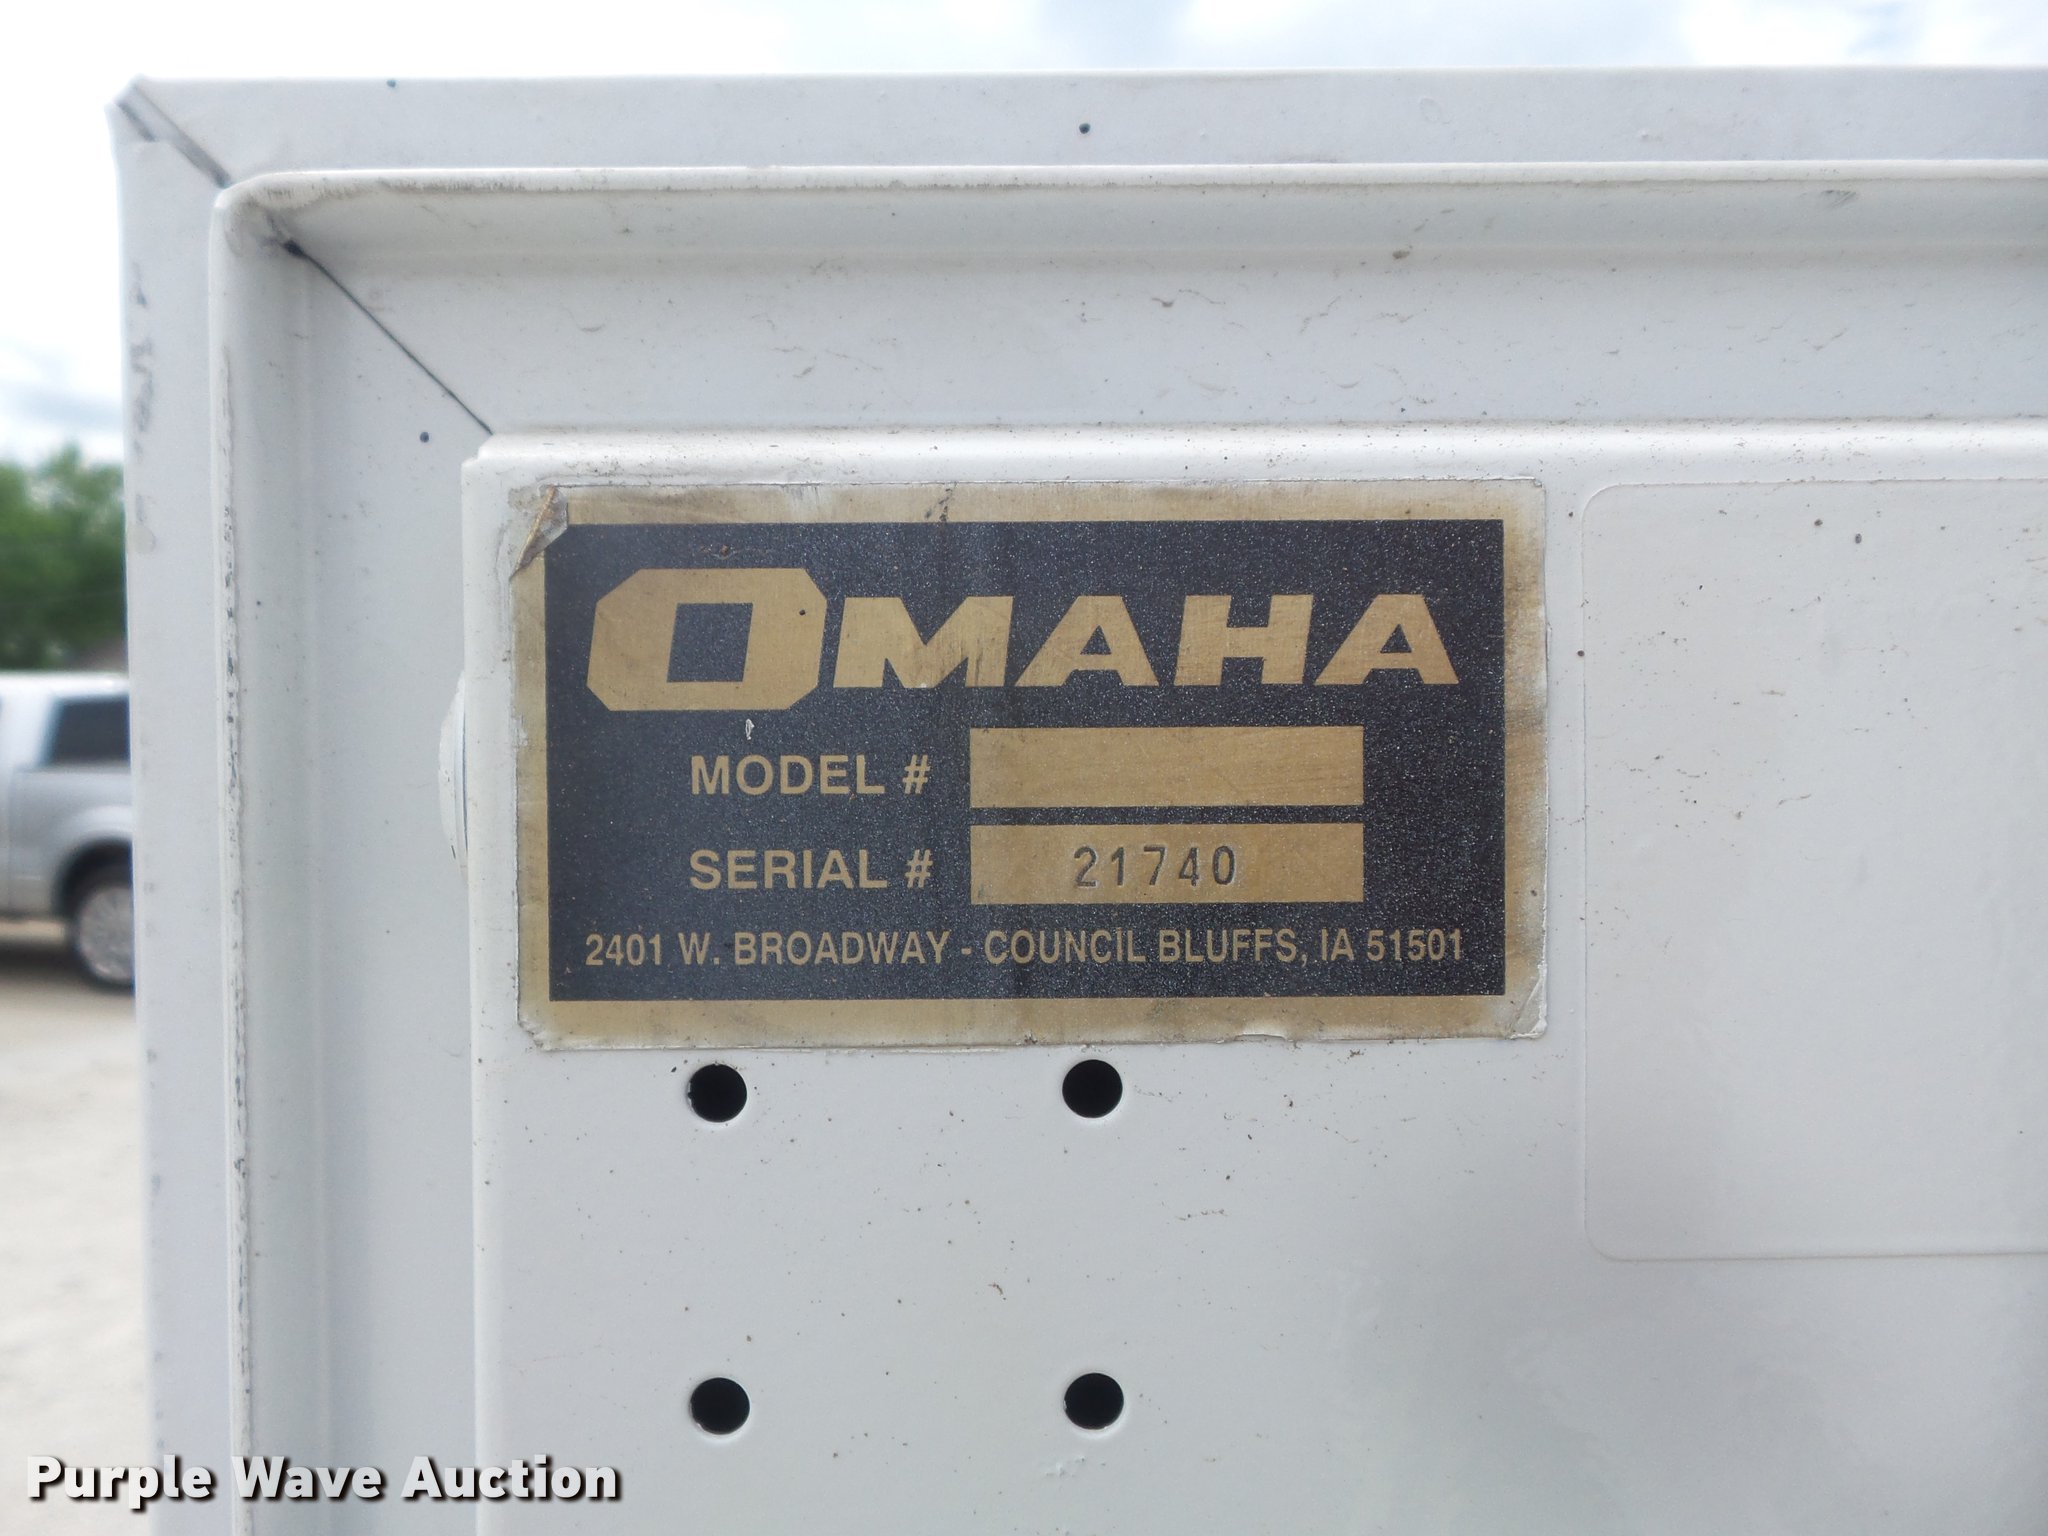 OMAHA
MODEL #
SERIAL # 21740
2401 W. BROADWAY - COUNCIL BLUFFS, IA 51501
Purple Wave Auction